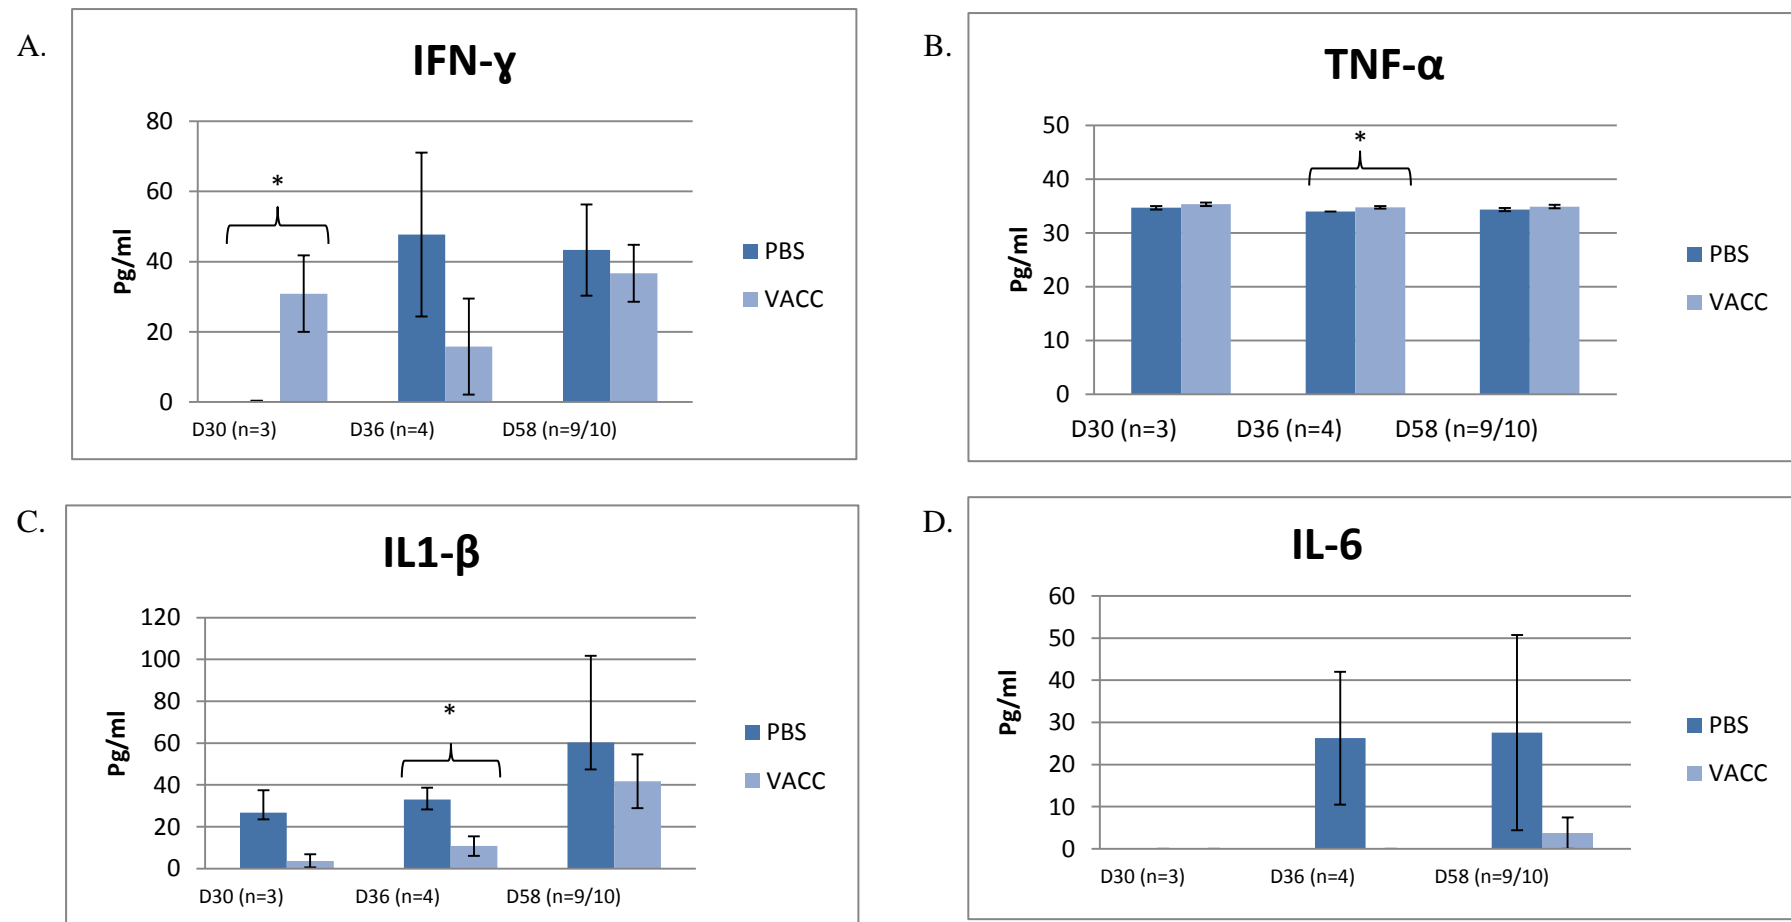 A.
IFN-ɣ
80
60
40
20
0
Pg/ml
*
D30 (n=3)
D36 (n=4)
D58 (n=9/10)
PBS
VACC
B.
TNF-α
50
40
30
20
10
0
Pg/ml
*
D30 (n=3)
D36 (n=4)
D58 (n=9/10)
PBS
VACC
C.
IL1-β
120
100
80
60
40
20
0
Pg/ml
*
D30 (n=3)
D36 (n=4)
D58 (n=9/10)
PBS
VACC
D.
IL-6
60
50
40
30
20
10
0
Pg/ml
D30 (n=3)
D36 (n=4)
D58 (n=9/10)
PBS
VACC